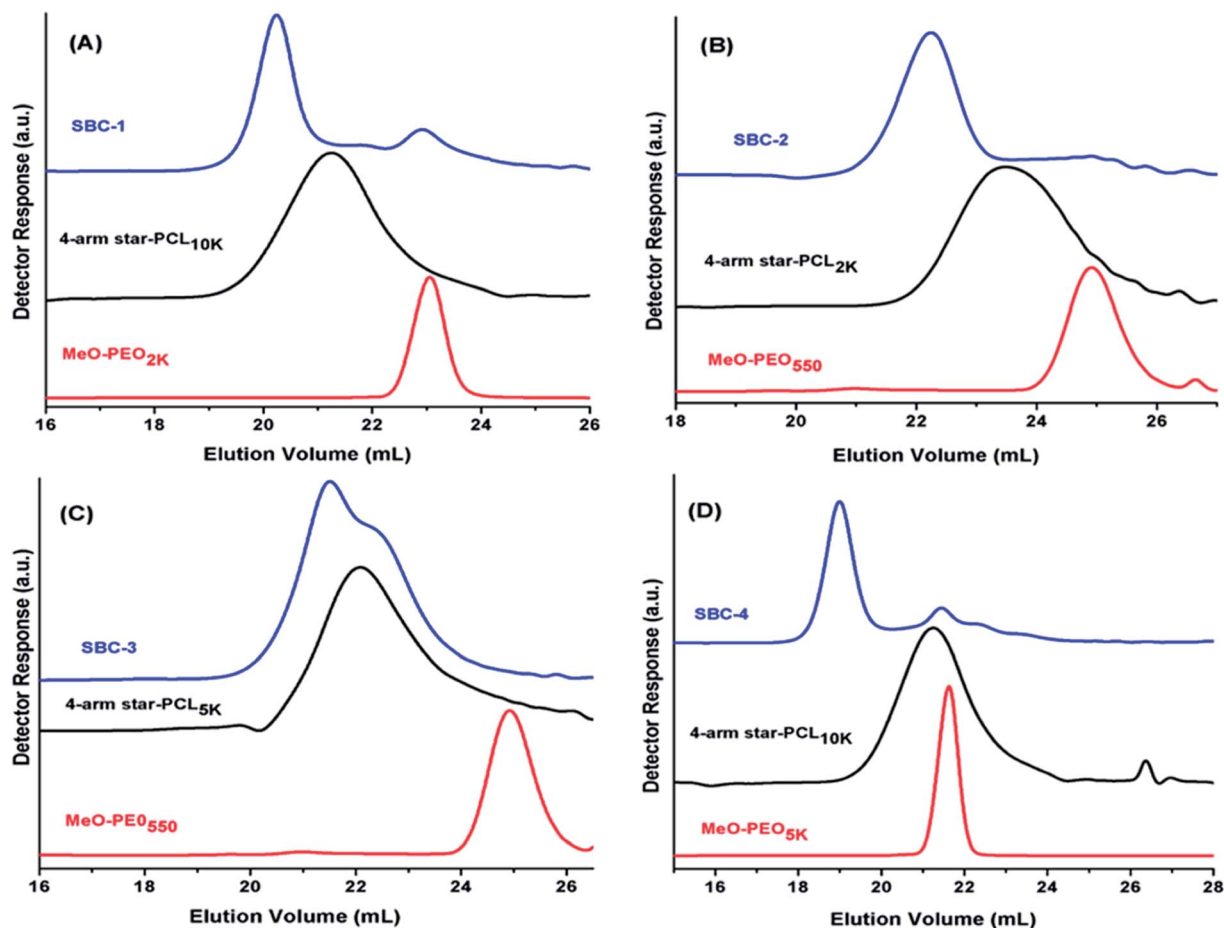 (A)
Detector Response (a.u.)
SBC-1
4-arm star-PCL10K
MeO-PEO2K
16 18 20 22 24 26
Elution Volume (mL)
(B)
Detector Response (a.u.)
SBC-2
4-arm star-PCL2K
MeO-PEO550
18 20 22 24 26
Elution Volume (mL)
(C)
Detector Response (a.u.)
SBC-3
4-arm star-PCL5K
MeO-PE0550
16 18 20 22 24 26
Elution Volume (mL)
(D)
Detector Response (a.u.)
SBC-4
4-arm star-PCL10K
MeO-PEO5K
16 18 20 22 24 26 28
Elution Volume (mL)